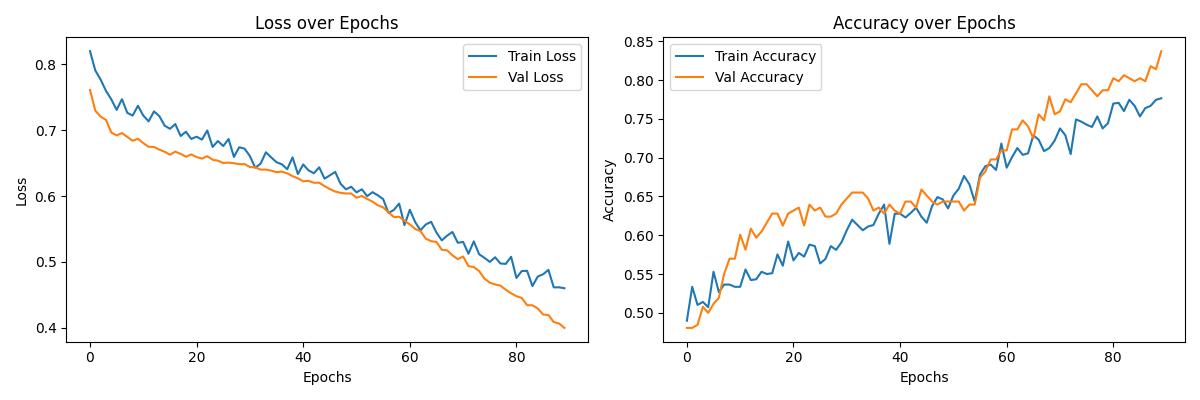 Loss over Epochs
Train Loss
Val Loss
0.8
0.7
0.6
0.5
0.4
Loss
0 20 40 60 80
Epochs
Accuracy over Epochs
Train Accuracy
Val Accuracy
0.85
0.80
0.75
0.70
0.65
0.60
0.55
0.50
Accuracy
0 20 40 60 80
Epochs